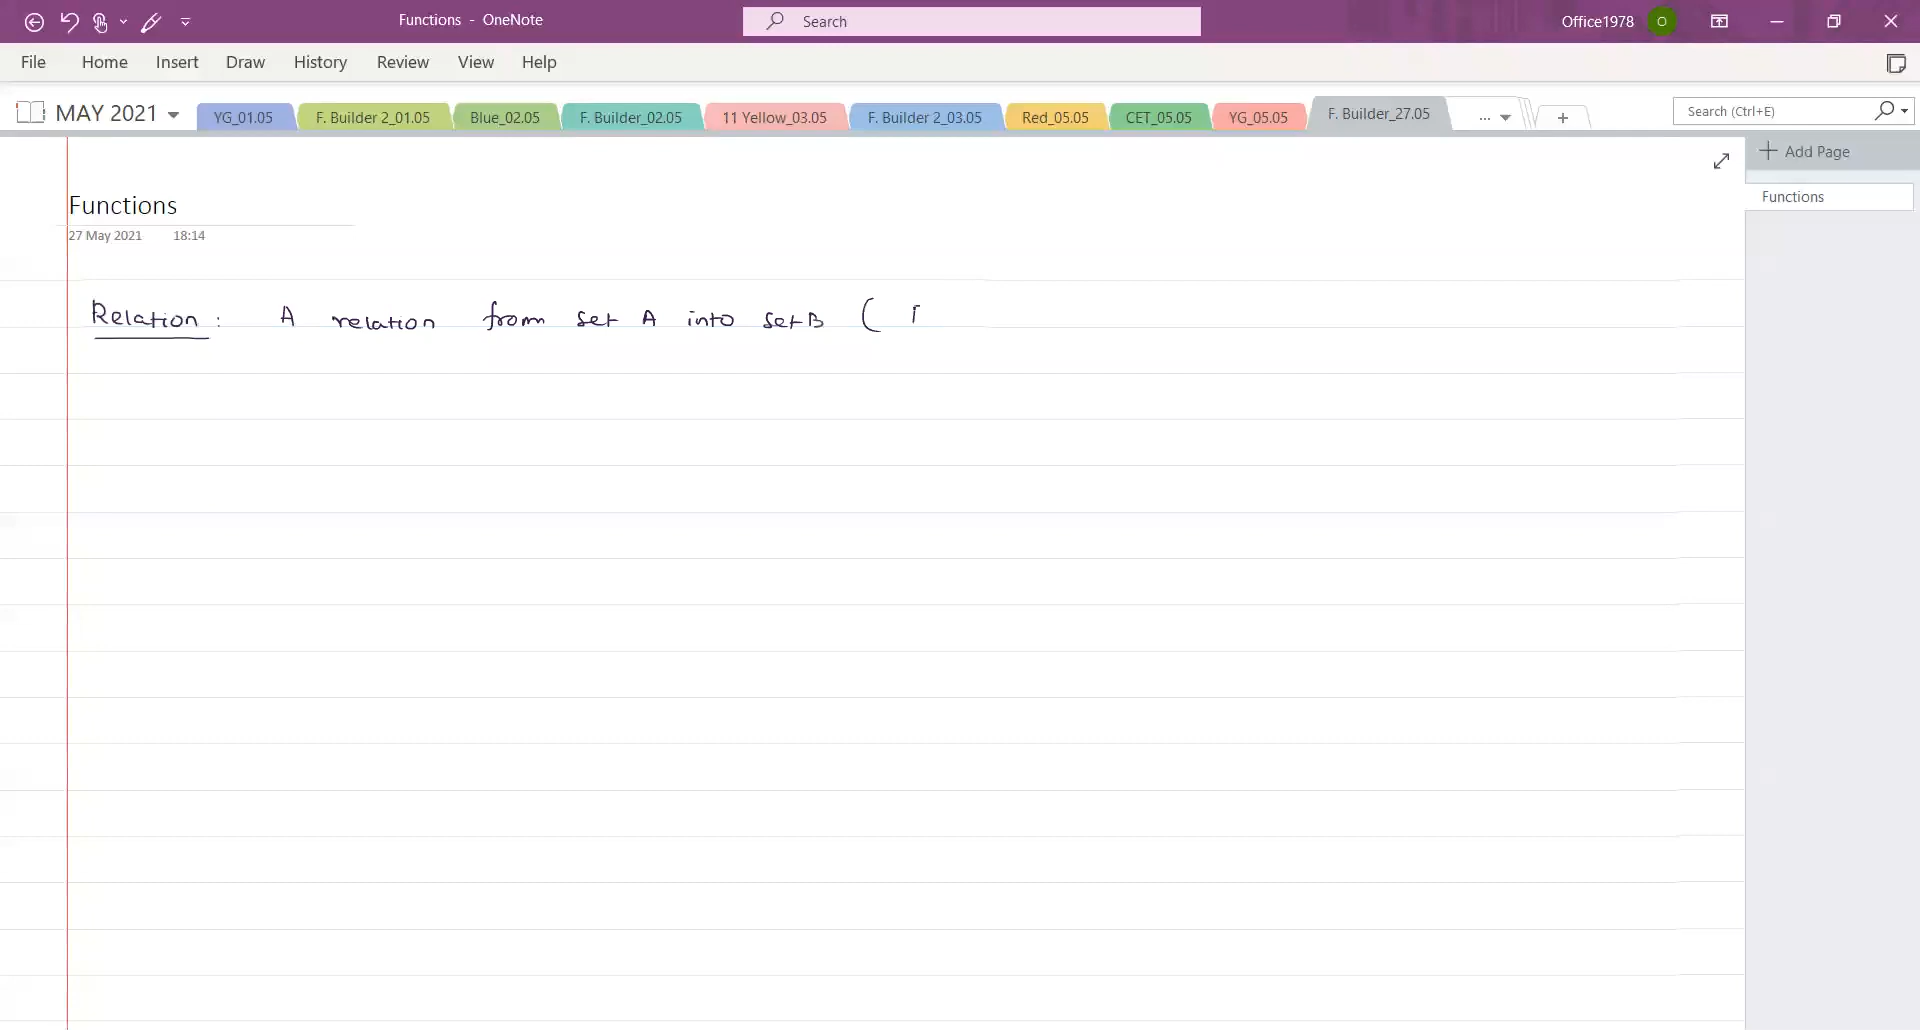 Functions - OneNote
Search
Office1978
O
File Home Insert Draw History Review View Help
MAY 2021
YG_01.05
F. Builder 2_01.05
Blue_02.05
F. Builder_02.05
11 Yellow_03.05
F. Builder 2_03.05
Red_05.05
CET_05.05
YG_05.05
F. Builder_27.05
...
+
Search (Ctrl+E)
Add Page
Functions
Functions
27 May 2021 18:14
Relation : A relation from set A into set B (